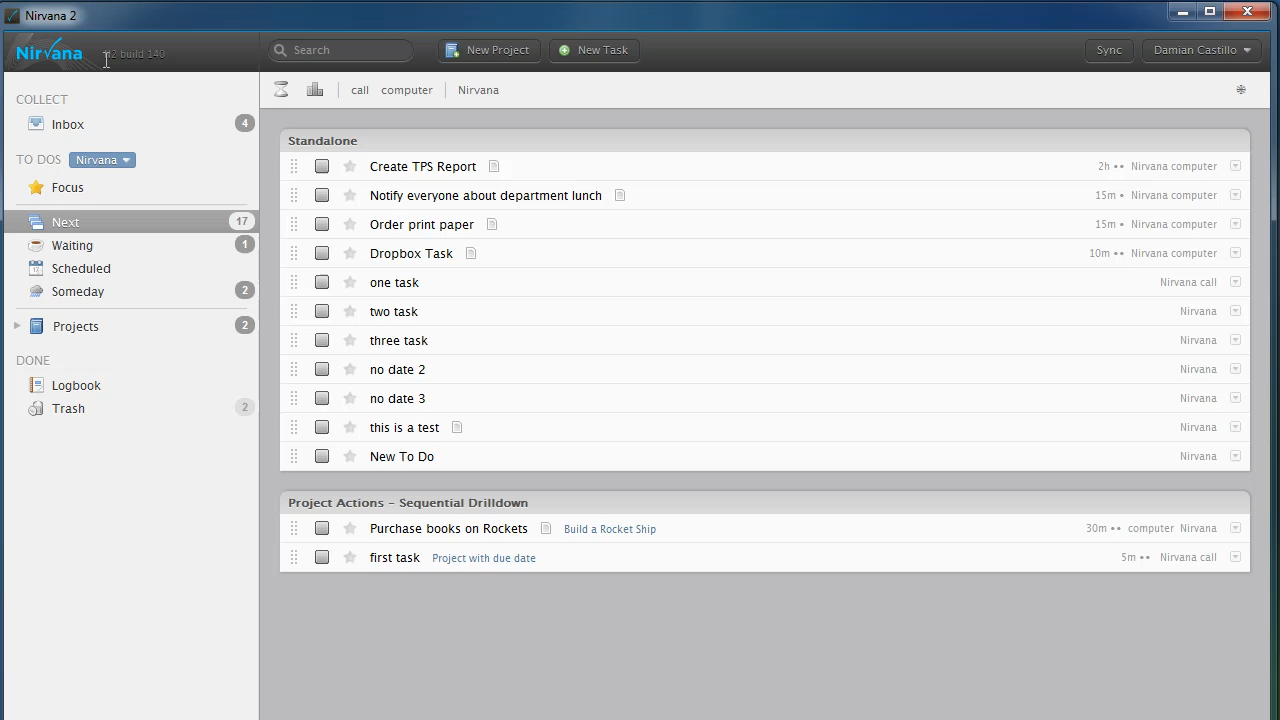 Nirvana 2
Nirvana
build 140
Search
New Project
New Task
Sync
Damian Castillo
call computer Nirvana
COLLECT
Inbox 4
TO DOS Nirvana
Focus
Next 17
Waiting 1
Scheduled
Someday 2
Projects 2
DONE
Logbook
Trash 2
Standalone
Create TPS Report 2h •• Nirvana computer
Notify everyone about department lunch 15m • Nirvana computer
Order print paper 15m • Nirvana computer
Dropbox Task 10m •• Nirvana computer
one task Nirvana call
two task Nirvana
three task Nirvana
no date 2 Nirvana
no date 3 Nirvana
this is a test Nirvana
New To Do Nirvana
Project Actions – Sequential Drilldown
Purchase books on Rockets Build a Rocket Ship 30m •• computer Nirvana
first task Project with due date 5m •• Nirvana call